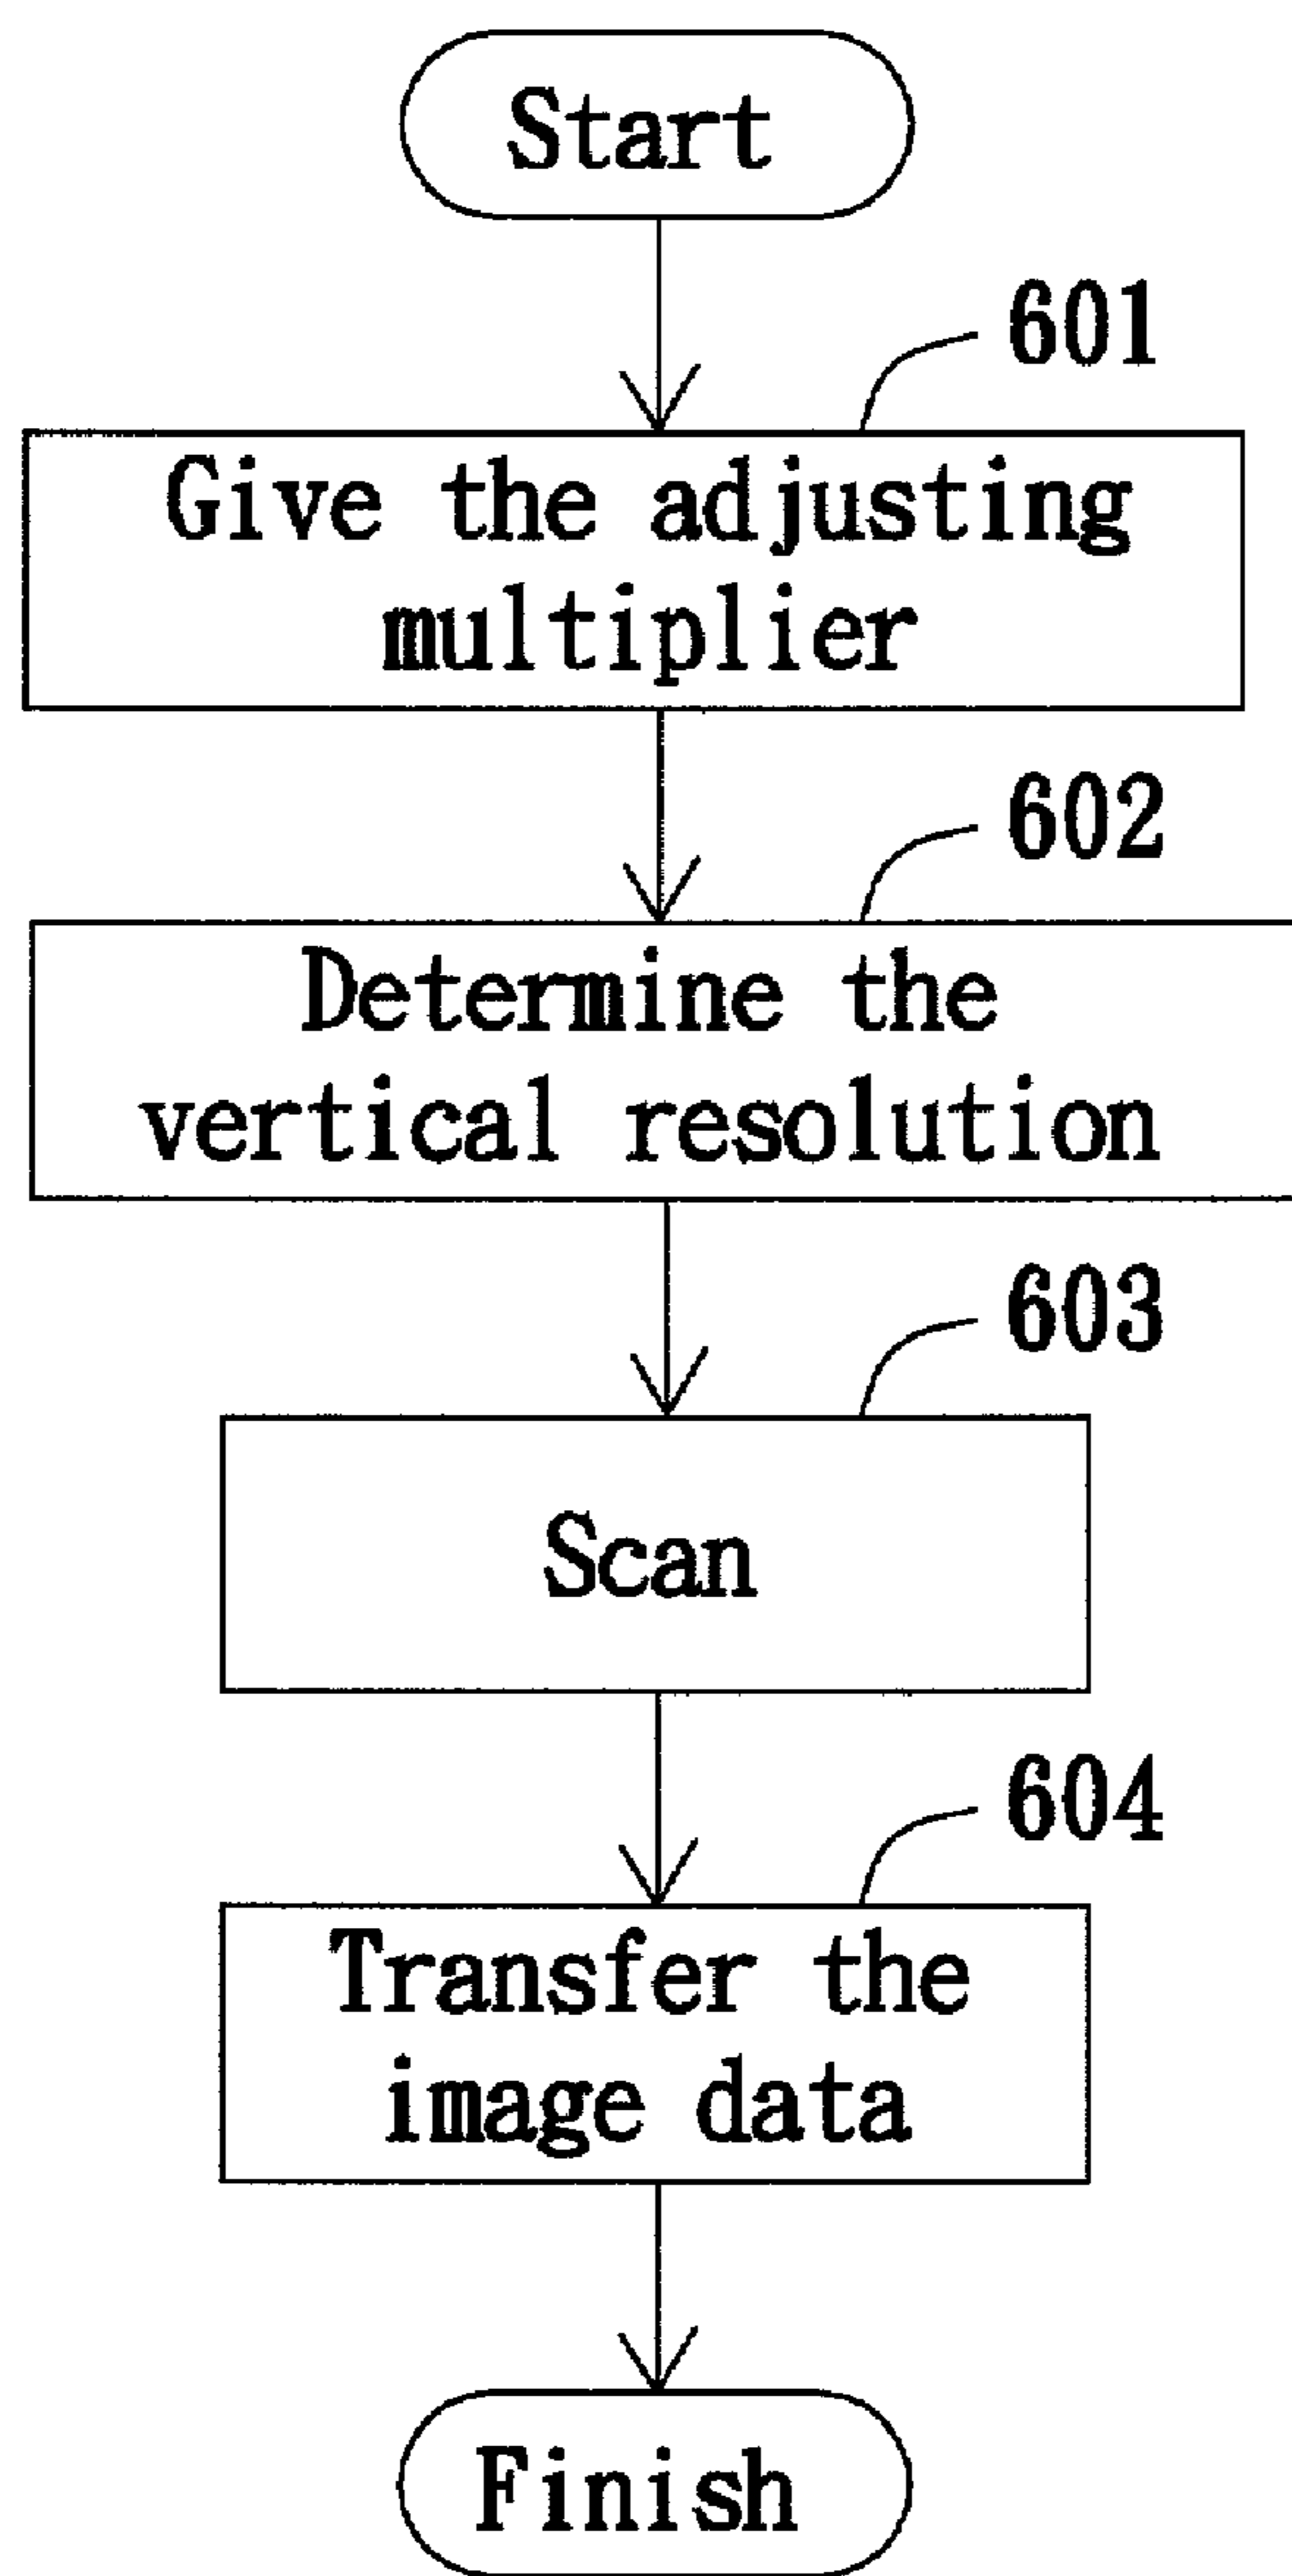 Start
601
Give the adjusting
multiplier
602
Determine the
vertical resolution
603
Scan
604
Transfer the
image data
Finish